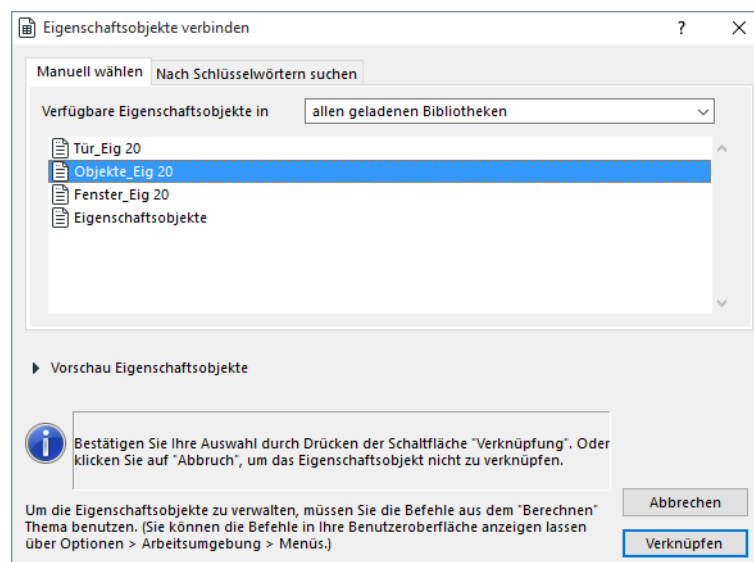 Eigenschaftsobjekte verbinden
?
Manuell wählen
Nach Schlüsselwörtern suchen
Verfügbare Eigenschaftsobjekte in
allen geladenen Bibliotheken
Tür_Eig 20
Objekte_Eig 20
Fenster_Eig 20
Eigenschaftsobjekte
Vorschau Eigenschaftsobjekte
Bestätigen Sie Ihre Auswahl durch Drücken der Schaltfläche "Verknüpfung". Oder
klicken Sie auf "Abbruch", um das Eigenschaftsobjekt nicht zu verknüpfen.
Um die Eigenschaftsobjekte zu verwalten, müssen Sie die Befehle aus dem "Berechnen"
Thema benutzen. (Sie können die Befehle in Ihre Benutzeroberfläche anzeigen lassen
über Optionen > Arbeitsumgebung > Menüs.)
Abbrechen
Verknüpfen